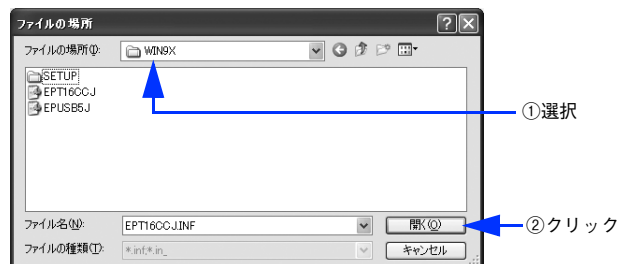 ファイルの場所
ファイルの場所(I):
WIN9X
SETUP
EPT16CCJ
EPUSB5J
①選択
ファイル名(N):
EPT16CCJ.INF
開く(O)
②クリック
ファイルの種類(T):
*.inf;*.in_
キャンセル